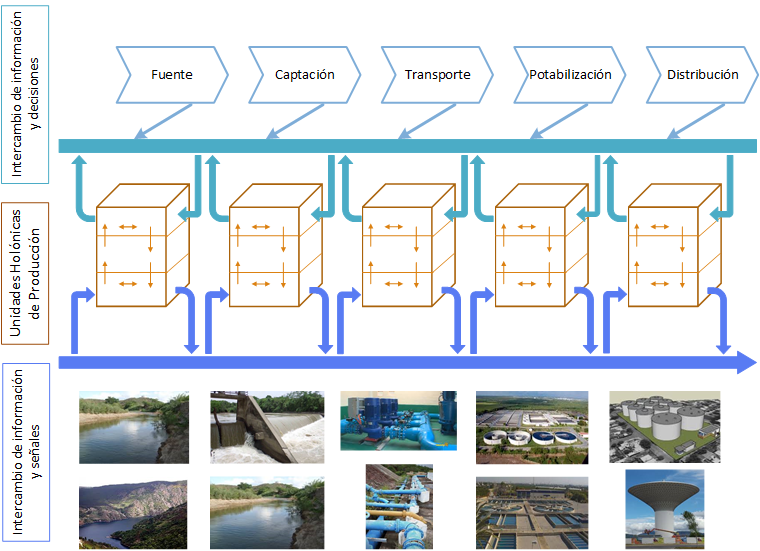 Intercambio de información
y decisiones
Fuente
Captación
Transporte
Potabilización
Distribución
Unidades Holónicas
de Producción
Intercambio de información
y señales